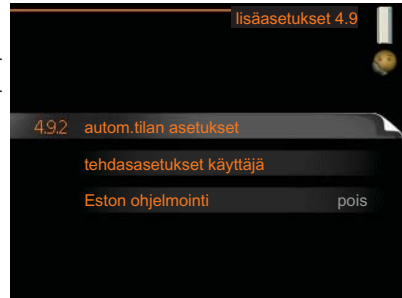 lisäasetukset 4.9
4.9.2 autom.tilan asetukset
tehdasasetukset käyttäjä
Eston ohjelmointi pois